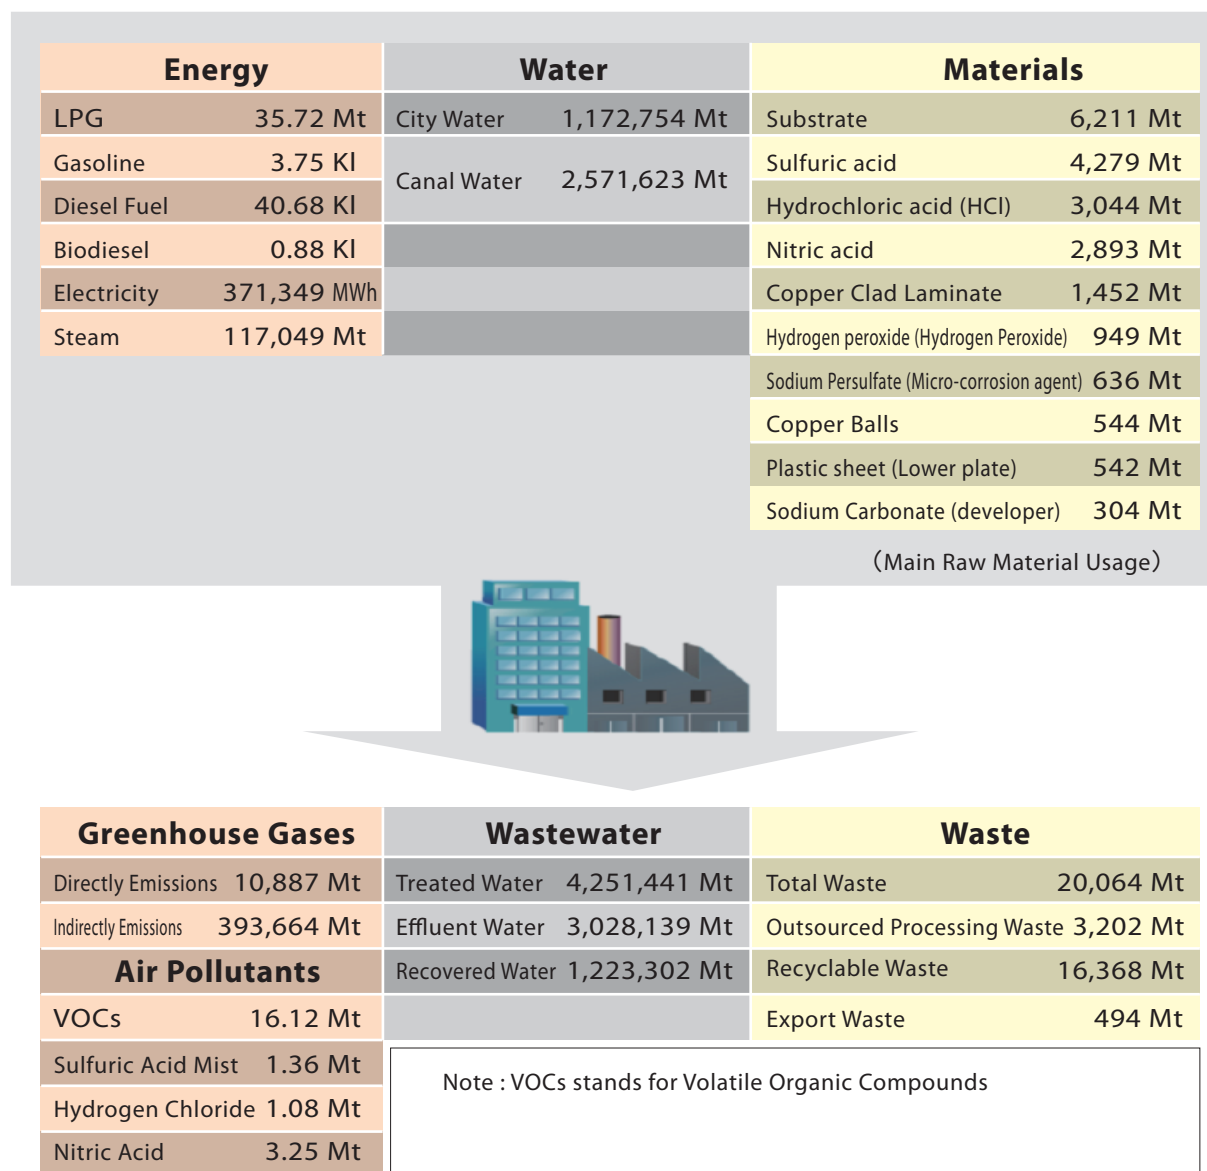 Energy
LPG 35.72 Mt
Gasoline 3.75 Kl
Diesel Fuel 40.68 Kl
Biodiesel 0.88 Kl
Electricity 371,349 MWh
Steam 117,049 Mt
Water
City Water 1,172,754 Mt
Canal Water 2,571,623 Mt
Materials
Substrate 6,211 Mt
Sulfuric acid 4,279 Mt
Hydrochloric acid (HCl) 3,044 Mt
Nitric acid 2,893 Mt
Copper Clad Laminate 1,452 Mt
Hydrogen peroxide (Hydrogen Peroxide) 949 Mt
Sodium Persulfate (Micro-corrosion agent) 636 Mt
Copper Balls 544 Mt
Plastic sheet (Lower plate) 542 Mt
Sodium Carbonate (developer) 304 Mt
（Main Raw Material Usage）
Greenhouse Gases
Directly Emissions 10,887 Mt
Indirectly Emissions 393,664 Mt
Air Pollutants
VOCs 16.12 Mt
Sulfuric Acid Mist 1.36 Mt
Hydrogen Chloride 1.08 Mt
Nitric Acid 3.25 Mt
Wastewater
Treated Water 4,251,441 Mt
Effluent Water 3,028,139 Mt
Recovered Water 1,223,302 Mt
Waste
Total Waste 20,064 Mt
Outsourced Processing Waste 3,202 Mt
Recyclable Waste 16,368 Mt
Export Waste 494 Mt
Note : VOCs stands for Volatile Organic Compounds